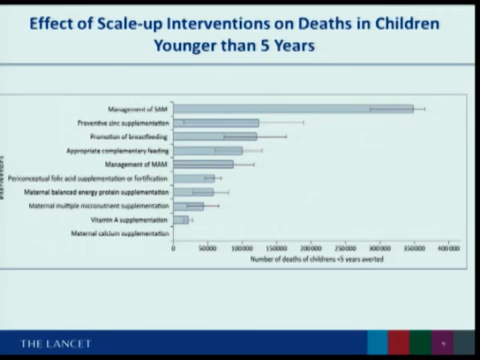 Effect of Scale-up Interventions on Deaths in Children
Younger than 5 Years
Management of SAM
Preventive zinc supplementation
Promotion of breastfeeding
Appropriate complementary feeding
Management of MAM
Periconceptual folic acid supplementation or fortification
Maternal balanced energy protein supplementation
Maternal multiple micronutrient supplementation
Vitamin A supplementation
Maternal calcium supplementation
0 50000 100000 150000 200000 250000 300000 350000 400000
Number of deaths of childrens <5 years averted
THE LANCET